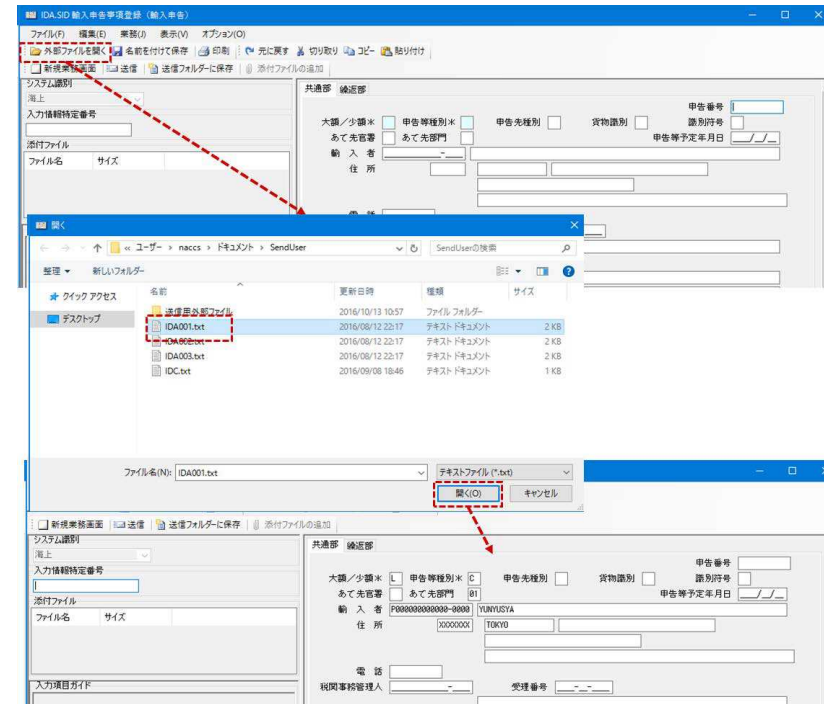 IDA.SID 輸入申告事項登録（輸入申告）
ファイル(F) 編集(E) 業務(J) 表示(V) オプション(O)
外部ファイルを開く 名前を付けて保存 印刷 元に戻す 切り取り コピー 貼り付け
新規業務画面 送信 送信フォルダーに保存 添付ファイルの追加
システム識別
海上
入力情報特定番号
添付ファイル
ファイル名 サイズ
共通部 繰返部
申告番号
大額／少額＊ 申告等種別＊ 申告先種別 貨物識別 識別符号
あて先官署 あて先部門 申告等予定年月日 __/_/_
輸入者 -
住所
開く
« ユーザー › naccs › ドキュメント › SendUser SendUserの検索
整理 新しいフォルダー
クイック アクセス
デスクトップ
名前 更新日時 種類 サイズ
送信用外部ファイル 2016/10/13 10:57 ファイル フォルダー
IDA001.txt 2016/08/12 22:17 テキスト ドキュメント 2 KB
IDA002.txt 2016/08/12 22:17 テキスト ドキュメント 2 KB
IDA003.txt 2016/08/12 22:17 テキスト ドキュメント 2 KB
IDC.txt 2016/09/08 18:46 テキスト ドキュメント 1 KB
ファイル名(N): IDA001.txt テキストファイル (*.txt)
開く(O) キャンセル
新規業務画面 送信 送信フォルダーに保存 添付ファイルの追加
システム識別
海上
入力情報特定番号
添付ファイル
ファイル名 サイズ
入力項目ガイド
共通部 繰返部
申告番号
大額／少額＊ L 申告等種別＊ C 申告先種別 貨物識別 識別符号
あて先官署 あて先部門 01 申告等予定年月日 __/_/_
輸入者 P000000000000-0000 YUNYUSYA
住所 XXXXXXX TOKYO
電話
税関事務管理人 - 受理番号 _-_-_